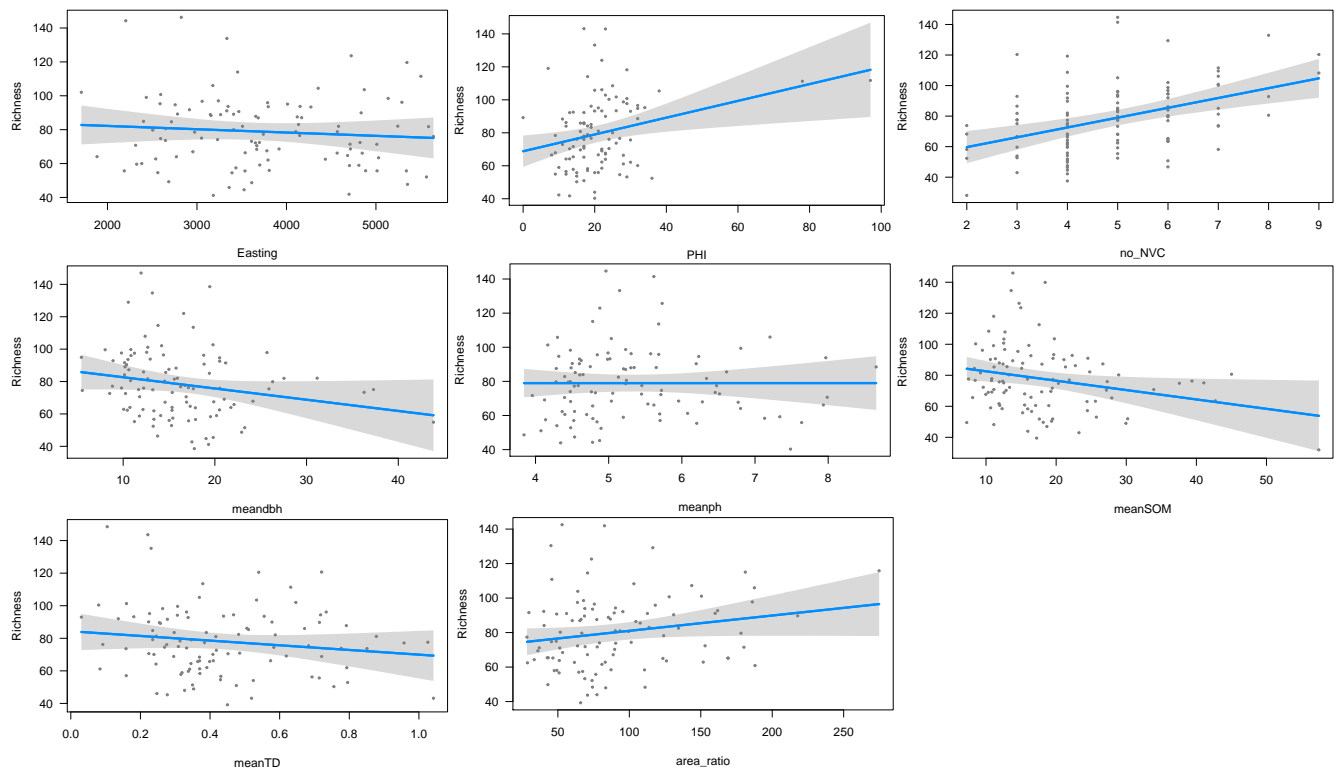 Richness
140
120
100
80
60
40
2000 3000 4000 5000
Easting
Richness
140
120
100
80
60
40
0 20 40 60 80 100
PHI
Richness
140
120
100
80
60
40
2 3 4 5 6 7 8 9
no_NVC
Richness
140
120
100
80
60
40
10 20 30 40
meandbh
Richness
140
120
100
80
60
40
4 5 6 7 8
meanph
Richness
140
120
100
80
60
40
10 20 30 40 50
meanSOM
Richness
140
120
100
80
60
40
0.0 0.2 0.4 0.6 0.8 1.0
meanTD
Richness
140
120
100
80
60
40
50 100 150 200 250
area_ratio